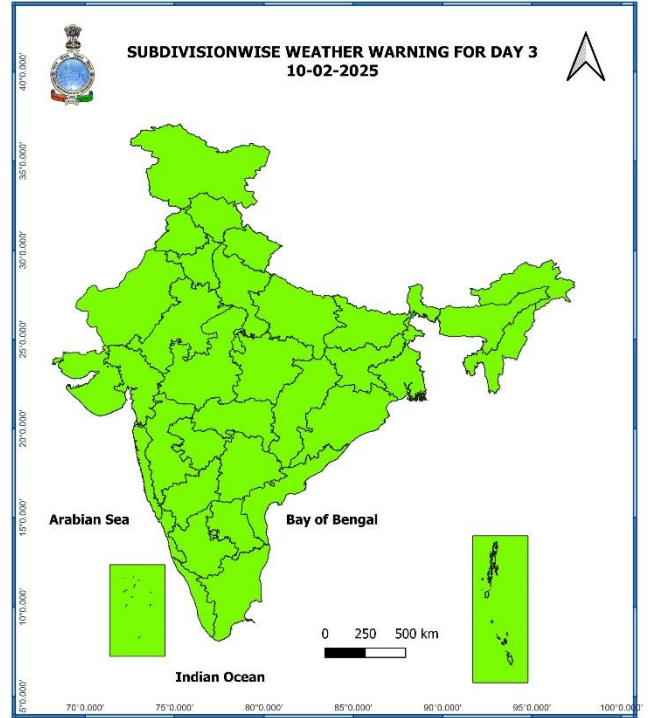 SUBDIVISIONWISE WEATHER WARNING FOR DAY 3
10-02-2025
40°0.000'
35°0.000'
30°0.000'
25°0.000'
20°0.000'
15°0.000'
10°0.000'
5°0.000'
Arabian Sea
Bay of Bengal
0 250 500 km
Indian Ocean
70°0.000' 75°0.000' 80°0.000' 85°0.000' 90°0.000' 95°0.000' 100°0.000'